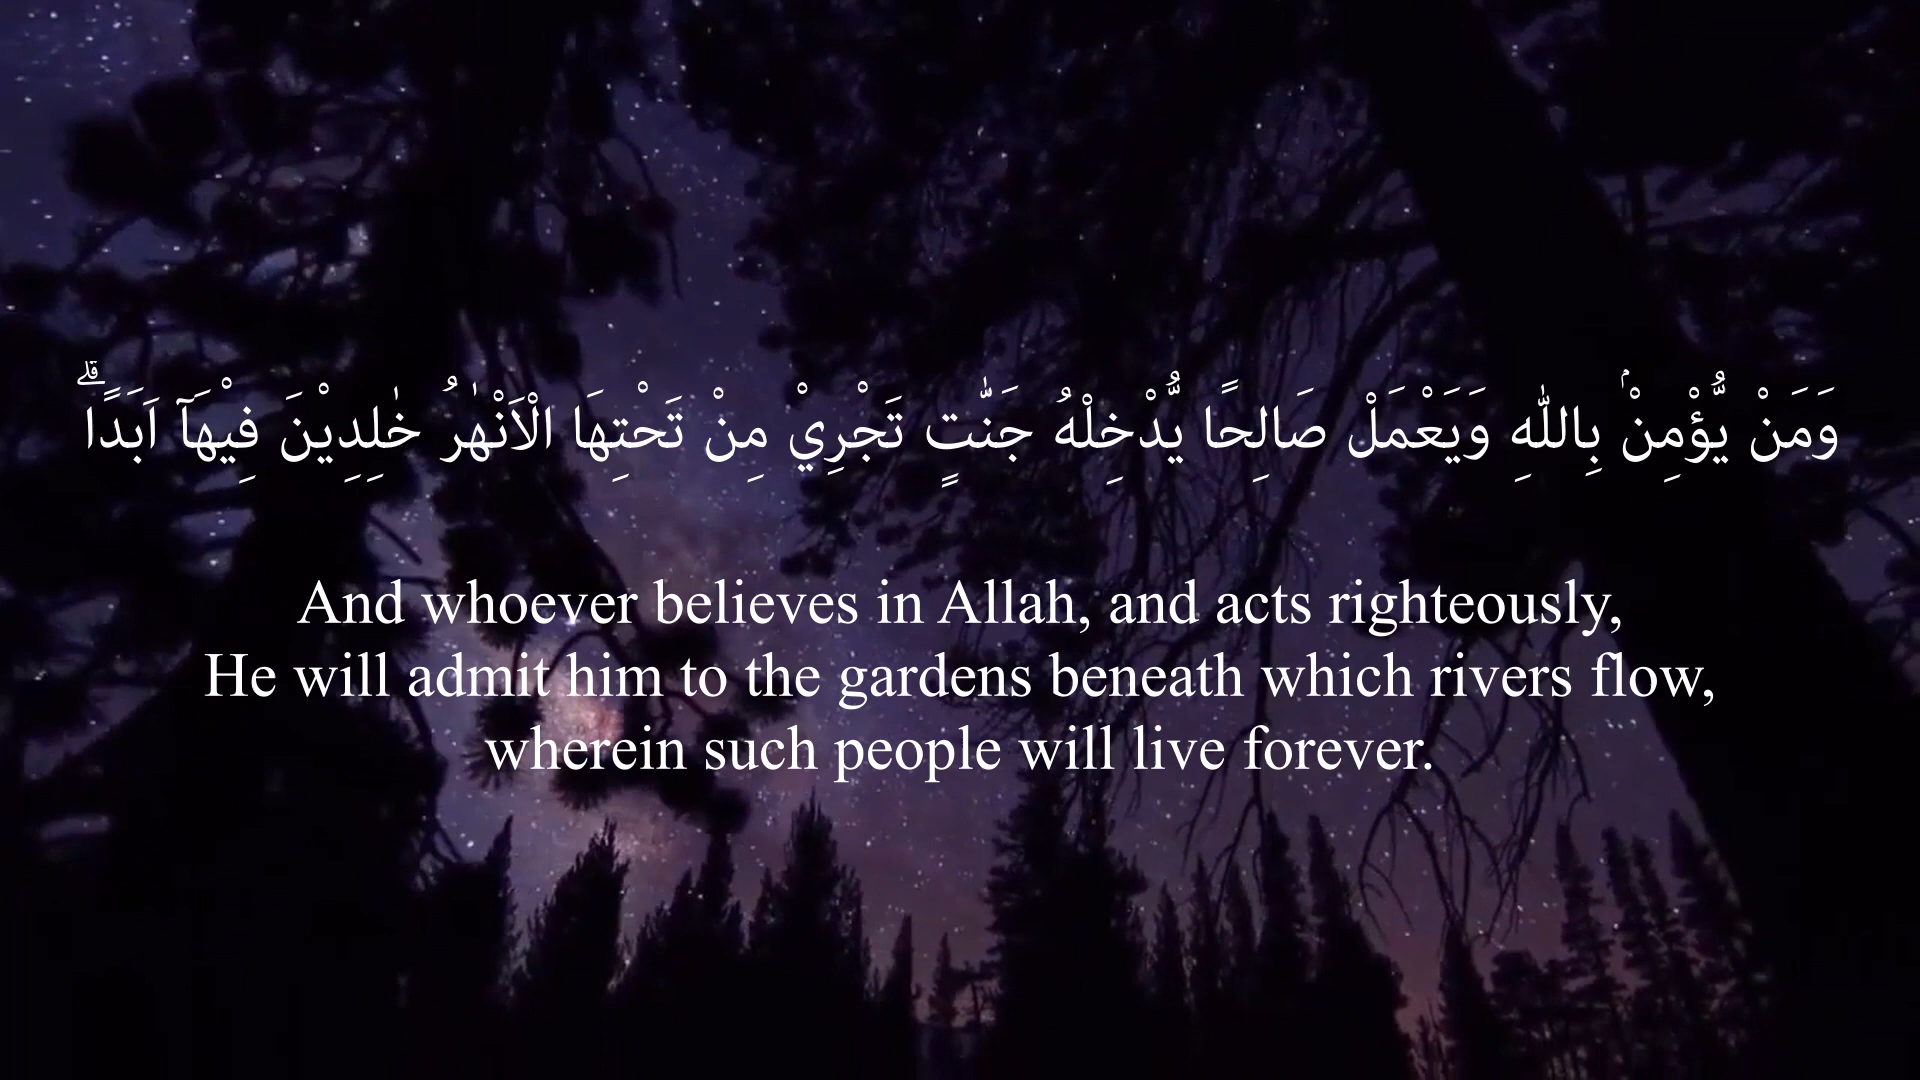 وَمَنْ يُّؤْمِنْۢ بِاللّٰهِ وَيَعْمَلْ صَالِحًا يُّدْخِلْهُ جَنّٰتٍ تَجْرِيْ مِنْ تَحْتِهَا الْاَنْهٰرُ خٰلِدِيْنَ فِيْهَآ اَبَدًاۗ
And whoever believes in Allah, and acts righteously,
He will admit him to the gardens beneath which rivers flow,
wherein such people will live forever.